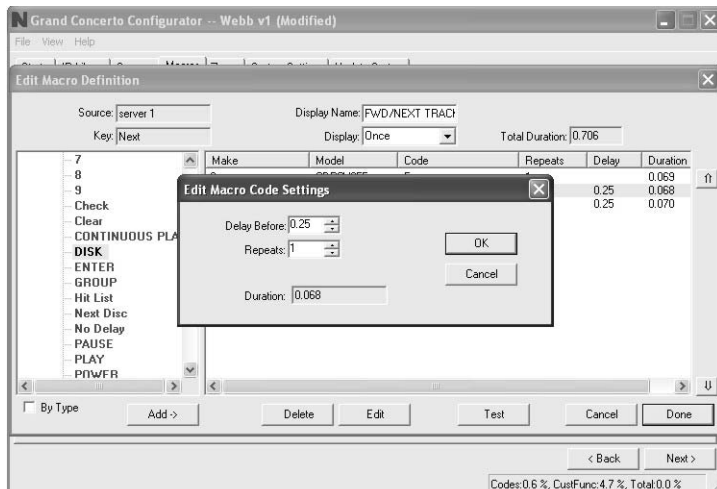 Grand Concerto Configurator -- Webb v1 (Modified)
File View Help
Edit Macro Definition
Source: server 1
Display Name: FWD/NEXT TRACK
Key: Next
Display: Once
Total Duration: 0.706
Make Model Code Repeats Delay Duration
7
8
9
Check
Clear
CONTINUOUS PLA
DISK
ENTER
GROUP
Hit List
Next Disc
No Delay
PAUSE
PLAY
POWER
0.069
0.25 0.068
0.25 0.070
Edit Macro Code Settings
Delay Before: 0.25
Repeats: 1
Duration: 0.068
OK
Cancel
By Type
Add ->
Delete
Edit
Test
Cancel
Done
< Back
Next >
Codes:0.6 %, CustFunc:4.7 %, Total:0.0 %